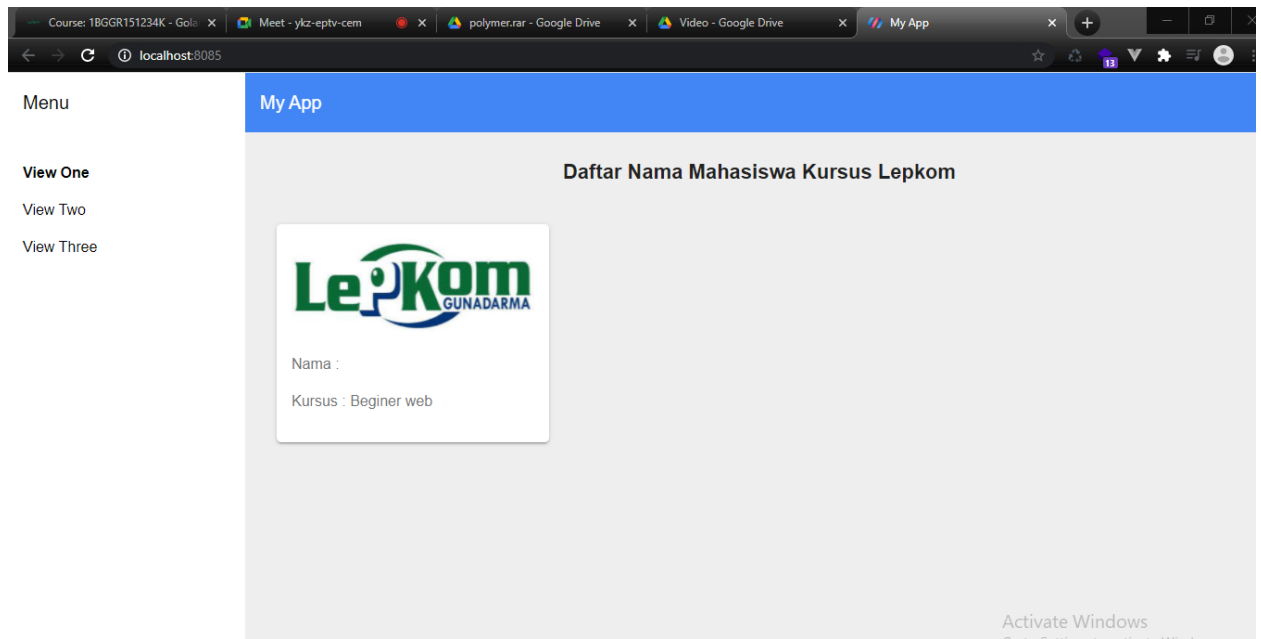 Course: 1BGGR151234K - Gola
Meet - ykz-eptv-cem
polymer.rar - Google Drive
Video - Google Drive
My App
localhost:8085
13
Menu
My App
View One
View Two
View Three
Daftar Nama Mahasiswa Kursus Lepkom
LepKom
GUNADARMA
Nama :
Kursus : Beginer web
Activate Windows